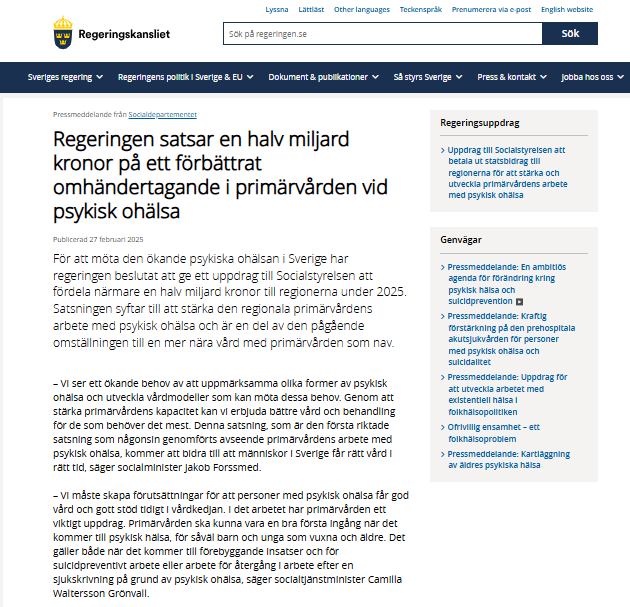 Lyssna Lättläst Other languages Teckenspråk Prenumerera via e-post English website
Regeringskansliet
Sök på regeringen.se
Sök
Sveriges regering Regeringens politik i Sverige & EU Dokument & publikationer Så styrs Sverige Press & kontakt Jobba hos oss
Pressmeddelande från Socialdepartementet
Regeringen satsar en halv miljard
kronor på ett förbättrat
omhändertagande i primärvården vid
psykisk ohälsa
Publicerad 27 februari 2025
För att möta den ökande psykiska ohälsan i Sverige har
regeringen beslutat att ge ett uppdrag till Socialstyrelsen att
fördela närmare en halv miljard kronor till regionerna under 2025.
Satsningen syftar till att stärka den regionala primärvårdens
arbete med psykisk ohälsa och är en del av den pågående
omställningen till en mer nära vård med primärvården som nav.
– Vi ser ett ökande behov av att uppmärksamma olika former av psykisk
ohälsa och utveckla vårdmodeller som kan möta dessa behov. Genom att
stärka primärvårdens kapacitet kan vi erbjuda bättre vård och behandling
för de som behöver det mest. Denna satsning, som är den första riktade
satsning som någonsin genomförts avseende primärvårdens arbete med
psykisk ohälsa, kommer att bidra till att människor i Sverige får rätt vård i
rätt tid, säger socialminister Jakob Forssmed.
– Vi måste skapa förutsättningar för att personer med psykisk ohälsa får god
vård och gott stöd tidigt i vårdkedjan. I det arbetet har primärvården ett
viktigt uppdrag. Primärvården ska kunna vara en bra första ingång när det
kommer till psykisk hälsa, för såväl barn och unga som vuxna och äldre. Det
gäller både när det kommer till förebyggande insatser och för
suicidpreventivt arbete eller arbete för återgång i arbete efter en
sjukskrivning på grund av psykisk ohälsa, säger socialtjänstminister Camilla
Waltersson Grönvall.
Regeringsuppdrag
Uppdrag till Socialstyrelsen att
betala ut statsbidrag till
regionerna för att stärka och
utveckla primärvårdens arbete
med psykisk ohälsa
Genvägar
Pressmeddelande: En ambitiös
agenda för förändring kring
psykisk hälsa och
suicidprevention
Pressmeddelande: Kraftig
förstärkning på den prehospitala
akutsjukvården för personer
med psykisk ohälsa och
suicidalitet
Pressmeddelande: Uppdrag för
att utveckla arbetet med
existentiell hälsa i
folkhälsopolitiken
Ofrivillig ensamhet – ett
folkhälsoproblem
Pressmeddelande: Kartläggning
av äldres psykiska hälsa